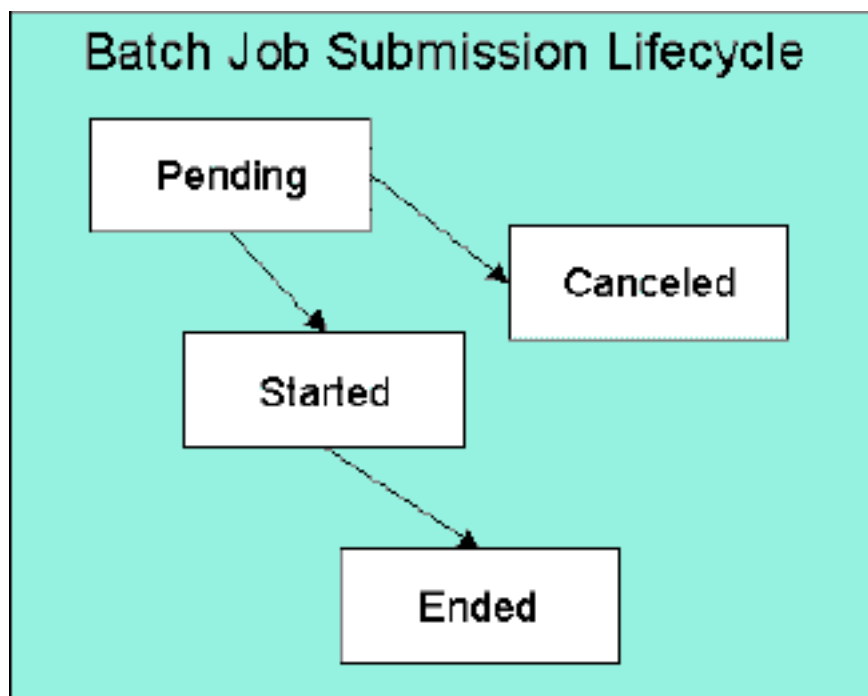 Batch Job Submission Lifecycle
Pending
Canceled
Started
Ended